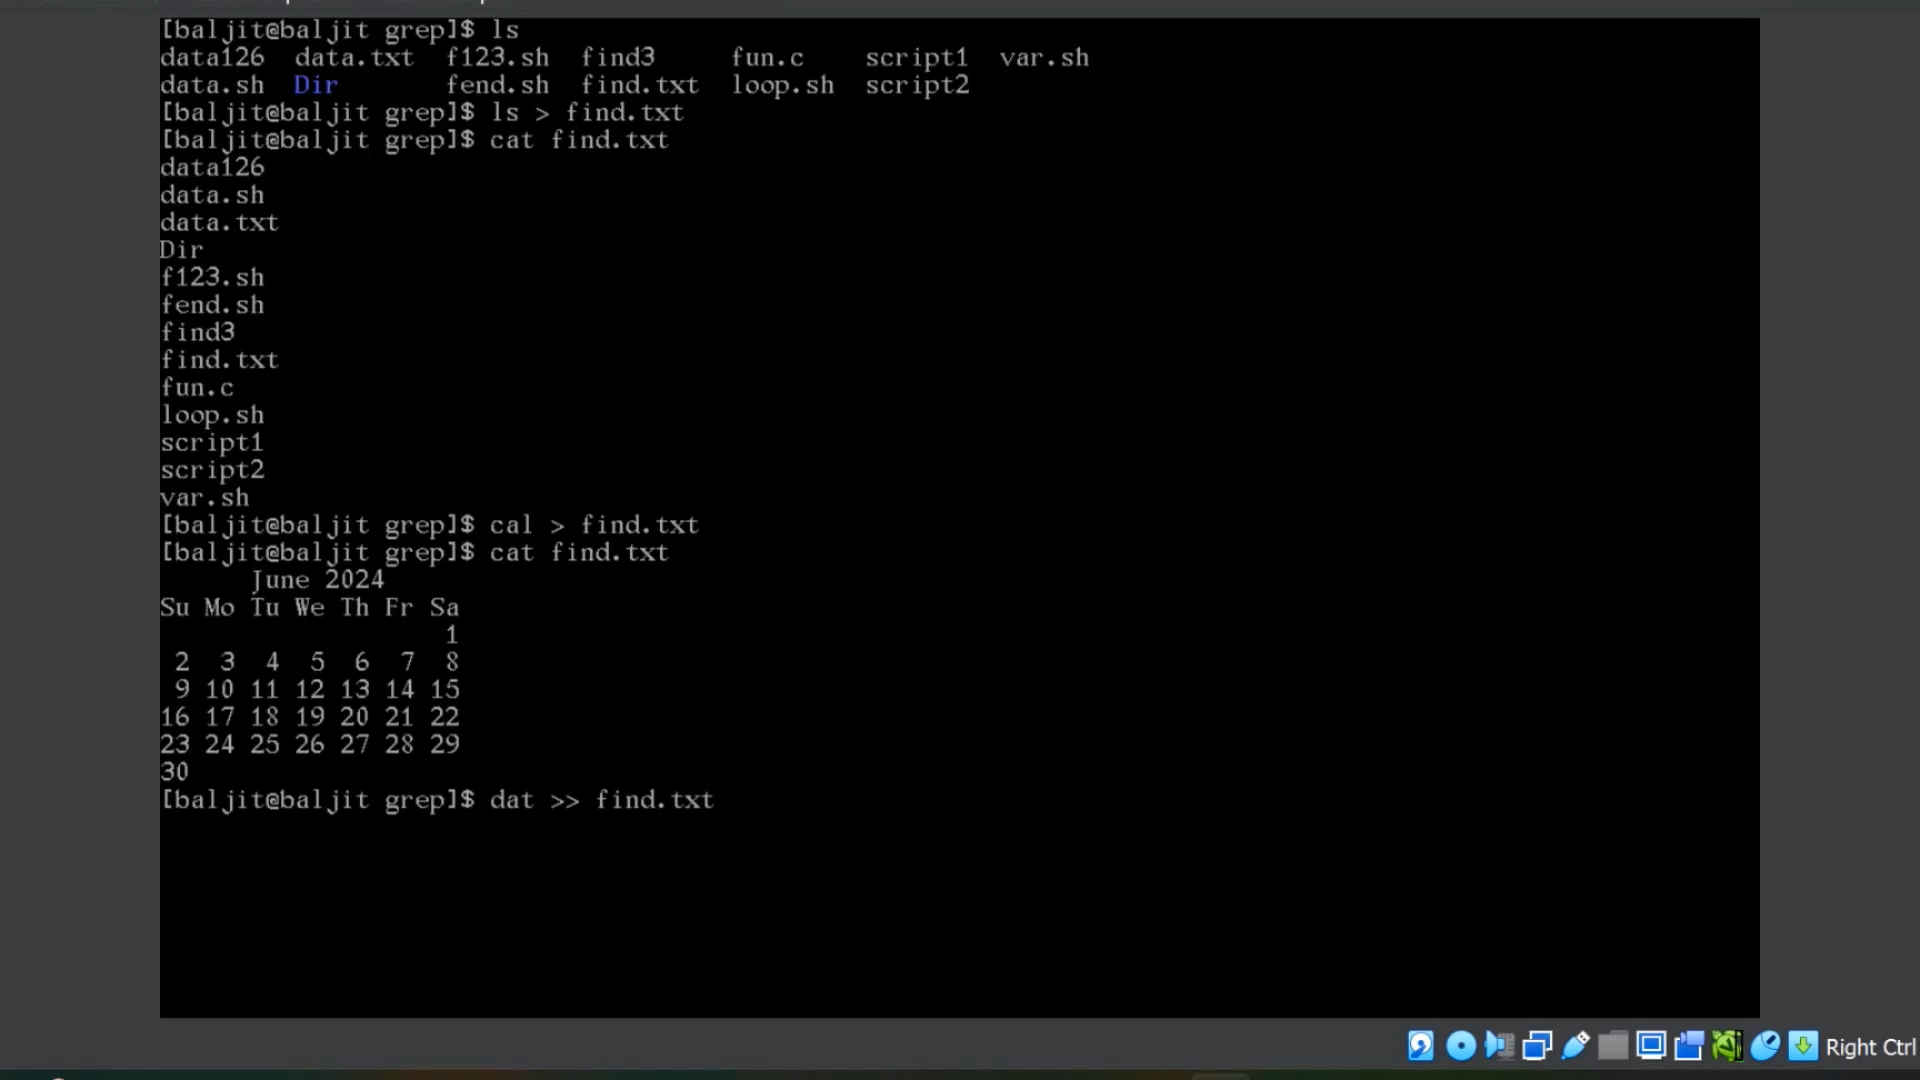 [baljit@baljit grep]$ ls
data126  data.txt  f123.sh  find3     fun.c    script1  var.sh
data.sh  Dir       fend.sh  find.txt  loop.sh  script2
[baljit@baljit grep]$ ls > find.txt
[baljit@baljit grep]$ cat find.txt
data126
data.sh
data.txt
Dir
f123.sh
fend.sh
find3
find.txt
fun.c
loop.sh
script1
script2
var.sh
[baljit@baljit grep]$ cal > find.txt
[baljit@baljit grep]$ cat find.txt
      June 2024
Su Mo Tu We Th Fr Sa
                   1
 2  3  4  5  6  7  8
 9 10 11 12 13 14 15
16 17 18 19 20 21 22
23 24 25 26 27 28 29
30
[baljit@baljit grep]$ dat >> find.txt
Right Ctrl